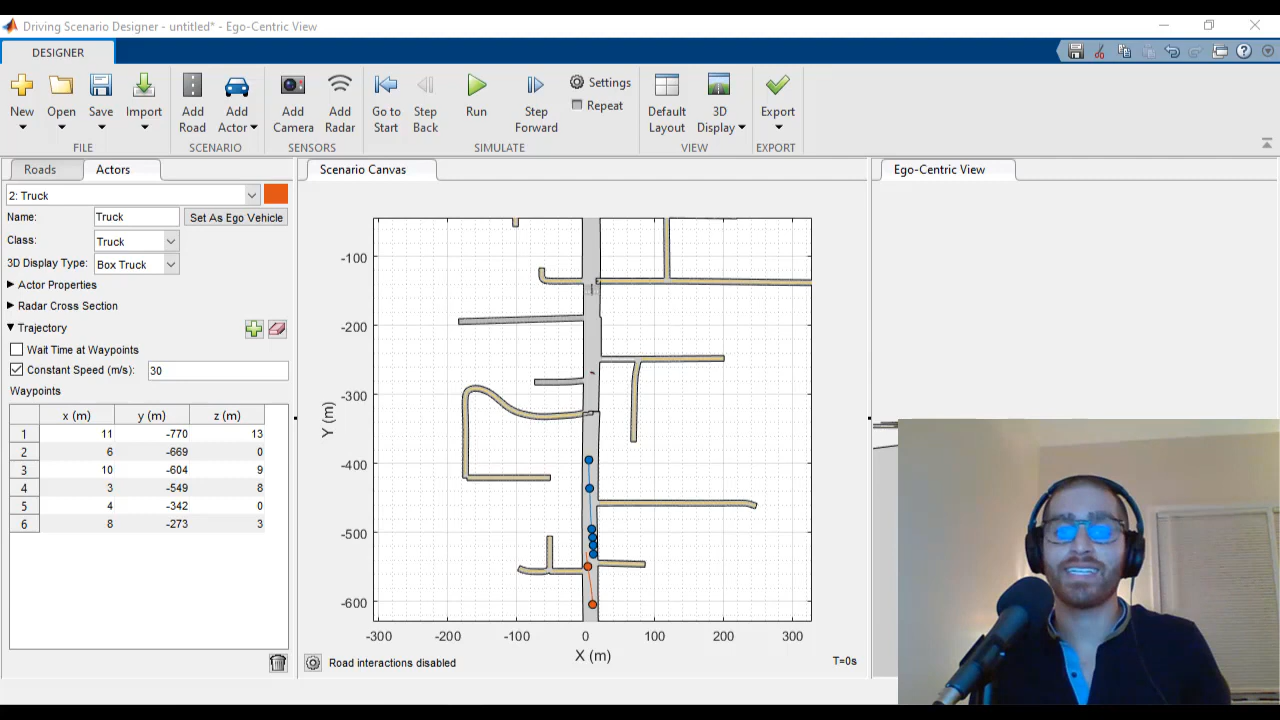 Driving Scenario Designer - untitled* - Ego-Centric View
DESIGNER
New
Open
Save
Import
Add Road
Add Actor
Add Camera
Add Radar
Go to Start
Step Back
Run
Step Forward
Settings
Repeat
Default Layout
3D Display
Export
FILE
SCENARIO
SENSORS
SIMULATE
VIEW
EXPORT
Roads
Actors
2: Truck
Name:
Truck
Set As Ego Vehicle
Class:
Truck
3D Display Type:
Box Truck
Actor Properties
Radar Cross Section
Trajectory
Wait Time at Waypoints
Constant Speed (m/s):
30
Waypoints
x (m) y (m) z (m)
1 11 -770 13
2 6 -669 0
3 10 -604 9
4 3 -549 8
5 4 -342 0
6 8 -273 3
Scenario Canvas
-100
-200
-300
-400
-500
-600
Y (m)
-300 -200 -100 0 100 200 300
X (m)
Road interactions disabled
T=0s
Ego-Centric View